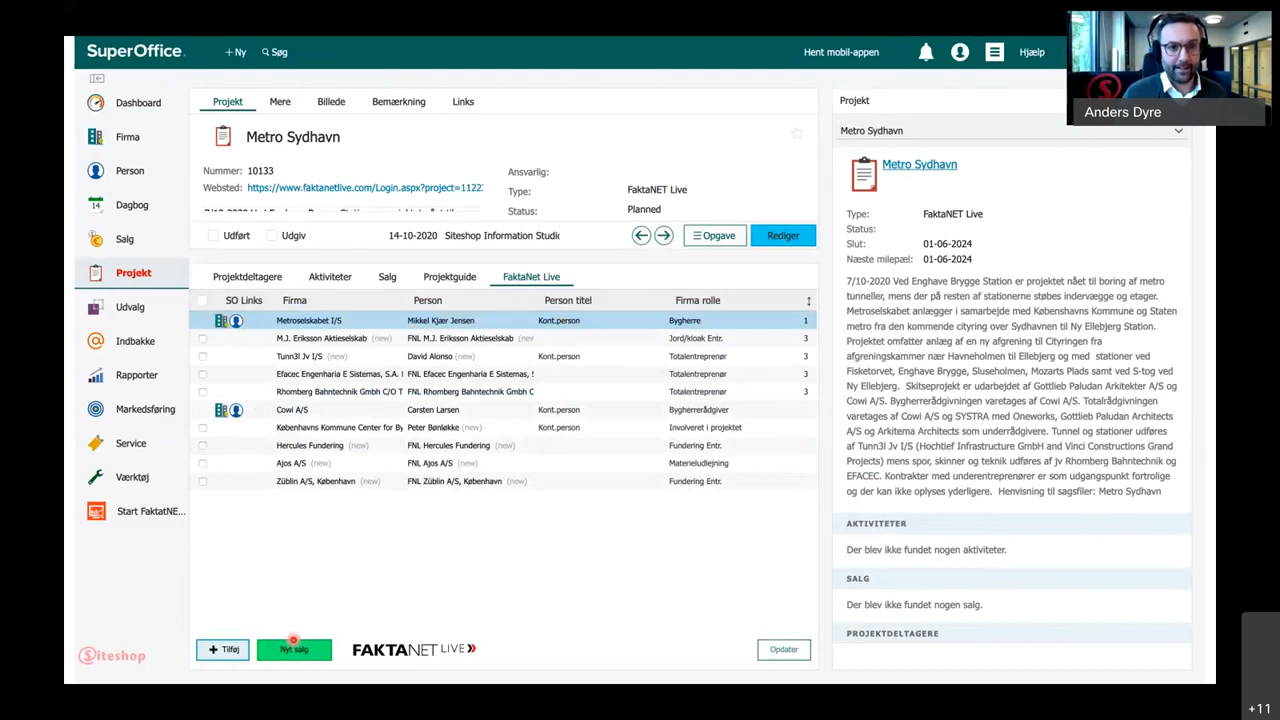 SuperOffice.
+ Ny
Søg
Hent mobil-appen
Hjælp
Anders Dyre
Dashboard
Firma
Person
14
Dagbog
Salg
Projekt
Udvalg
Indbakke
Rapporter
Markedsføring
Service
Værktøj
Start FaktatNE...
Siteshop
Projekt Mere Billede Bemærkning Links
Metro Sydhavn
Nummer: 10133
Websted: https://www.faktanetlive.com/Login.aspx?project=1122
Ansvarlig:
Type: FaktaNET Live
Status: Planned
Udført Udgiv 14-10-2020 Siteshop Information Studic
Opgave
Rediger
Projektdeltagere Aktiviteter Salg Projektguide FaktaNet Live
SO Links Firma Person Person titel Firma rolle
Metroselskabet I/S Mikkel Kjær Jensen Kont.person Bygherre 1
M.J. Eriksson Aktieselskab (new) FNL M.J. Eriksson Aktieselskab (new Jord/kloak Entr. 3
Tunn3l Jv I/S (new) David Alonso (new) Kont.person Totalentreprenør 3
Efacec Engenharia E Sistemas, S.A. FNL Efacec Engenharia E Sistemas, S Totalentreprenør 3
Rhomberg Bahntechnik Gmbh C/O T FNL Rhomberg Bahntechnik Gmbh C Totalentreprenør 3
Cowi A/S Carsten Larsen Kont.person Bygherrerådgiver
Københavns Kommune Center for By Peter Bønløkke (new) Kont.person Involveret i projektet
Hercules Fundering (new) FNL Hercules Fundering (new) Fundering Entr.
Ajos A/S (new) FNL Ajos A/S (new) Materieludlejning
Züblin A/S, København (new) FNL Züblin A/S, København (new) Fundering Entr.
+ Tilføj
Nyt salg
FAKTANET LIVE
Opdater
Projekt
Metro Sydhavn
Metro Sydhavn
Type: FaktaNET Live
Status:
Slut: 01-06-2024
Næste milepæl: 01-06-2024
7/10-2020 Ved Enghave Brygge Station er projektet nået til boring af metro
tunneller, mens der på resten af stationerne støbes indervægge og etager.
Metroselskabet anlægger i samarbejde med Københavns Kommune og Staten
metro fra den kommende cityring over Sydhavnen til Ny Ellebjerg Station.
Projektet omfatter anlæg af en ny afgrening til Cityringen fra
afgreningskammer nær Havneholmen til Ellebjerg og med stationer ved
Fisketorvet, Enghave Brygge, Sluseholmen, Mozarts Plads samt ved S-tog ved
Ny Ellebjerg. Skitseprojekt er udarbejdet af Gottlieb Paludan Arkitekter A/S og
Cowi A/S. Bygherrerådgivningen varetages af Cowi A/S. Totalrådgivningen
varetages af Cowi A/S og SYSTRA med Oneworks, Gottlieb Paludan Architects
A/S og Arkitema Architects som underrådgivere. Tunnel og stationer udføres
af Tunn3l Jv I/S (Hochtief Infrastructure GmbH and Vinci Constructions Grand
Projects) mens spor, skinner og teknik udføres af jv Rhomberg Bahntechnik og
EFACEC. Kontrakter med underentreprenører er som udgangspunkt fortrolige
og der kan ikke oplyses yderligere. Henvisning til sagsfiler: Metro Sydhavn
AKTIVITETER
Der blev ikke fundet nogen aktiviteter.
SALG
Der blev ikke fundet nogen salg.
PROJEKTDELTAGERE
+11